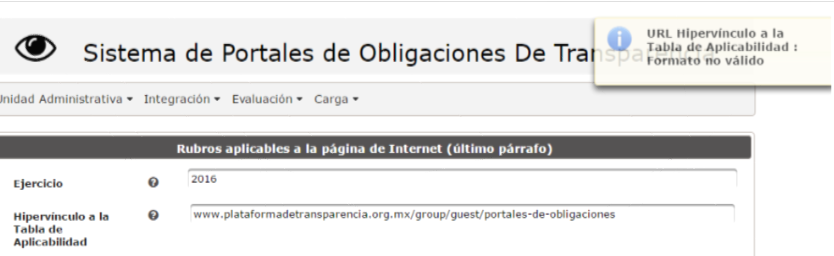 Sistema de Portales de Obligaciones De Transparencia
URL Hipervínculo a la
Tabla de Aplicabilidad :
Formato no válido
Unidad Administrativa Integración Evaluación Carga
Rubros aplicables a la página de Internet (último párrafo)
Ejercicio 2016
Hipervínculo a la www.plataformadetransparencia.org.mx/group/guest/portales-de-obligaciones
Tabla de
Aplicabilidad